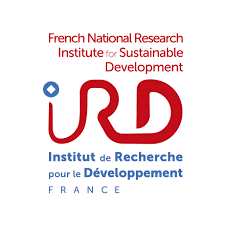 French National Research
Institute for Sustainable
Development
iRD
Institut de Recherche
pour le Développement
FRANCE